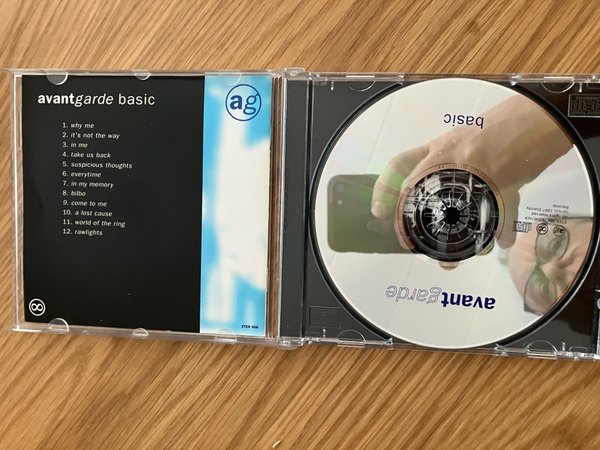 avantgarde basic
ag
1. why me
2. it's not the way
3. in me
4. take us back
5. suspicious thoughts
6. everytime
7. in my memory
8. bilbo
9. come to me
10. a lost cause
11. world of the ring
12. rawlights
basic
avantgarde